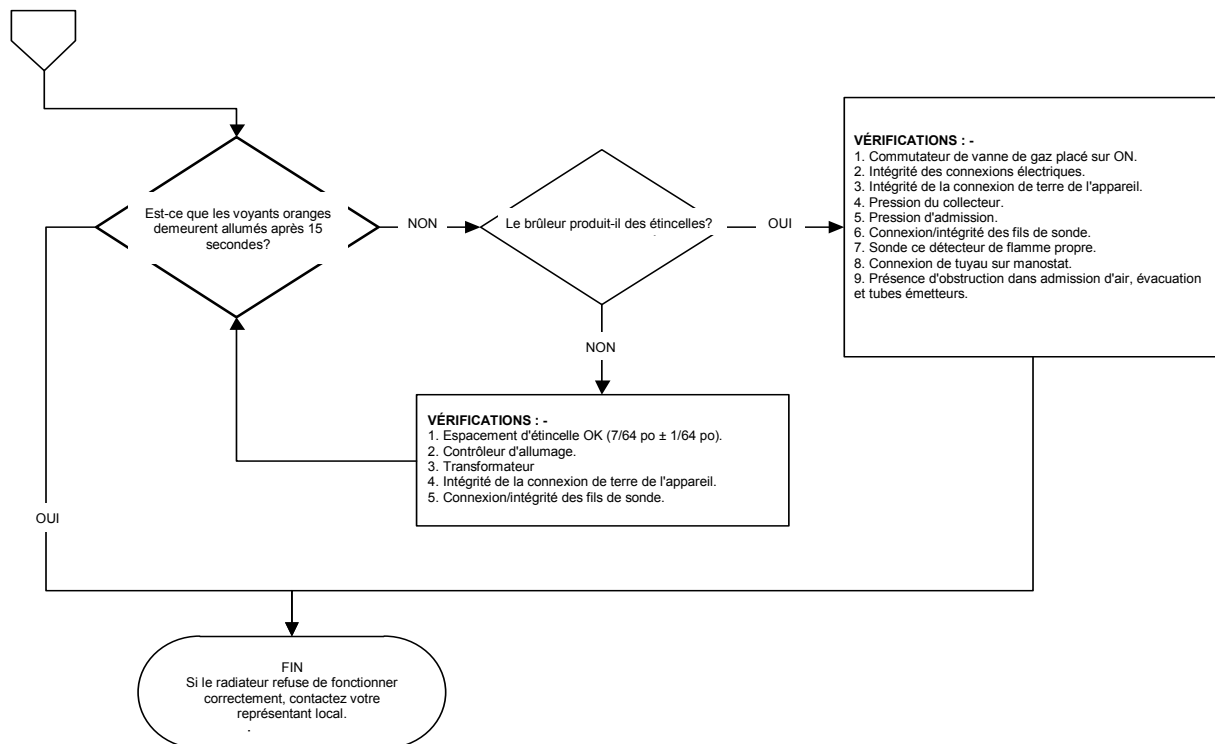 Est-ce que les voyants oranges
demeurent allumés après 15
secondes?
NON
Le brûleur produit-il des étincelles?
OUI
VÉRIFICATIONS : -
1. Commutateur de vanne de gaz placé sur ON.
2. Intégrité des connexions électriques.
3. Intégrité de la connexion de terre de l'appareil.
4. Pression du collecteur.
5. Pression d'admission.
6. Connexion/intégrité des fils de sonde.
7. Sonde ce détecteur de flamme propre.
8. Connexion de tuyau sur manostat.
9. Présence d'obstruction dans admission d'air, évacuation
et tubes émetteurs.
NON
VÉRIFICATIONS : -
1. Espacement d'étincelle OK (7/64 po ± 1/64 po).
2. Contrôleur d'allumage.
3. Transformateur
4. Intégrité de la connexion de terre de l'appareil.
5. Connexion/intégrité des fils de sonde.
OUI
FIN
Si le radiateur refuse de fonctionner
correctement, contactez votre
représentant local.
.